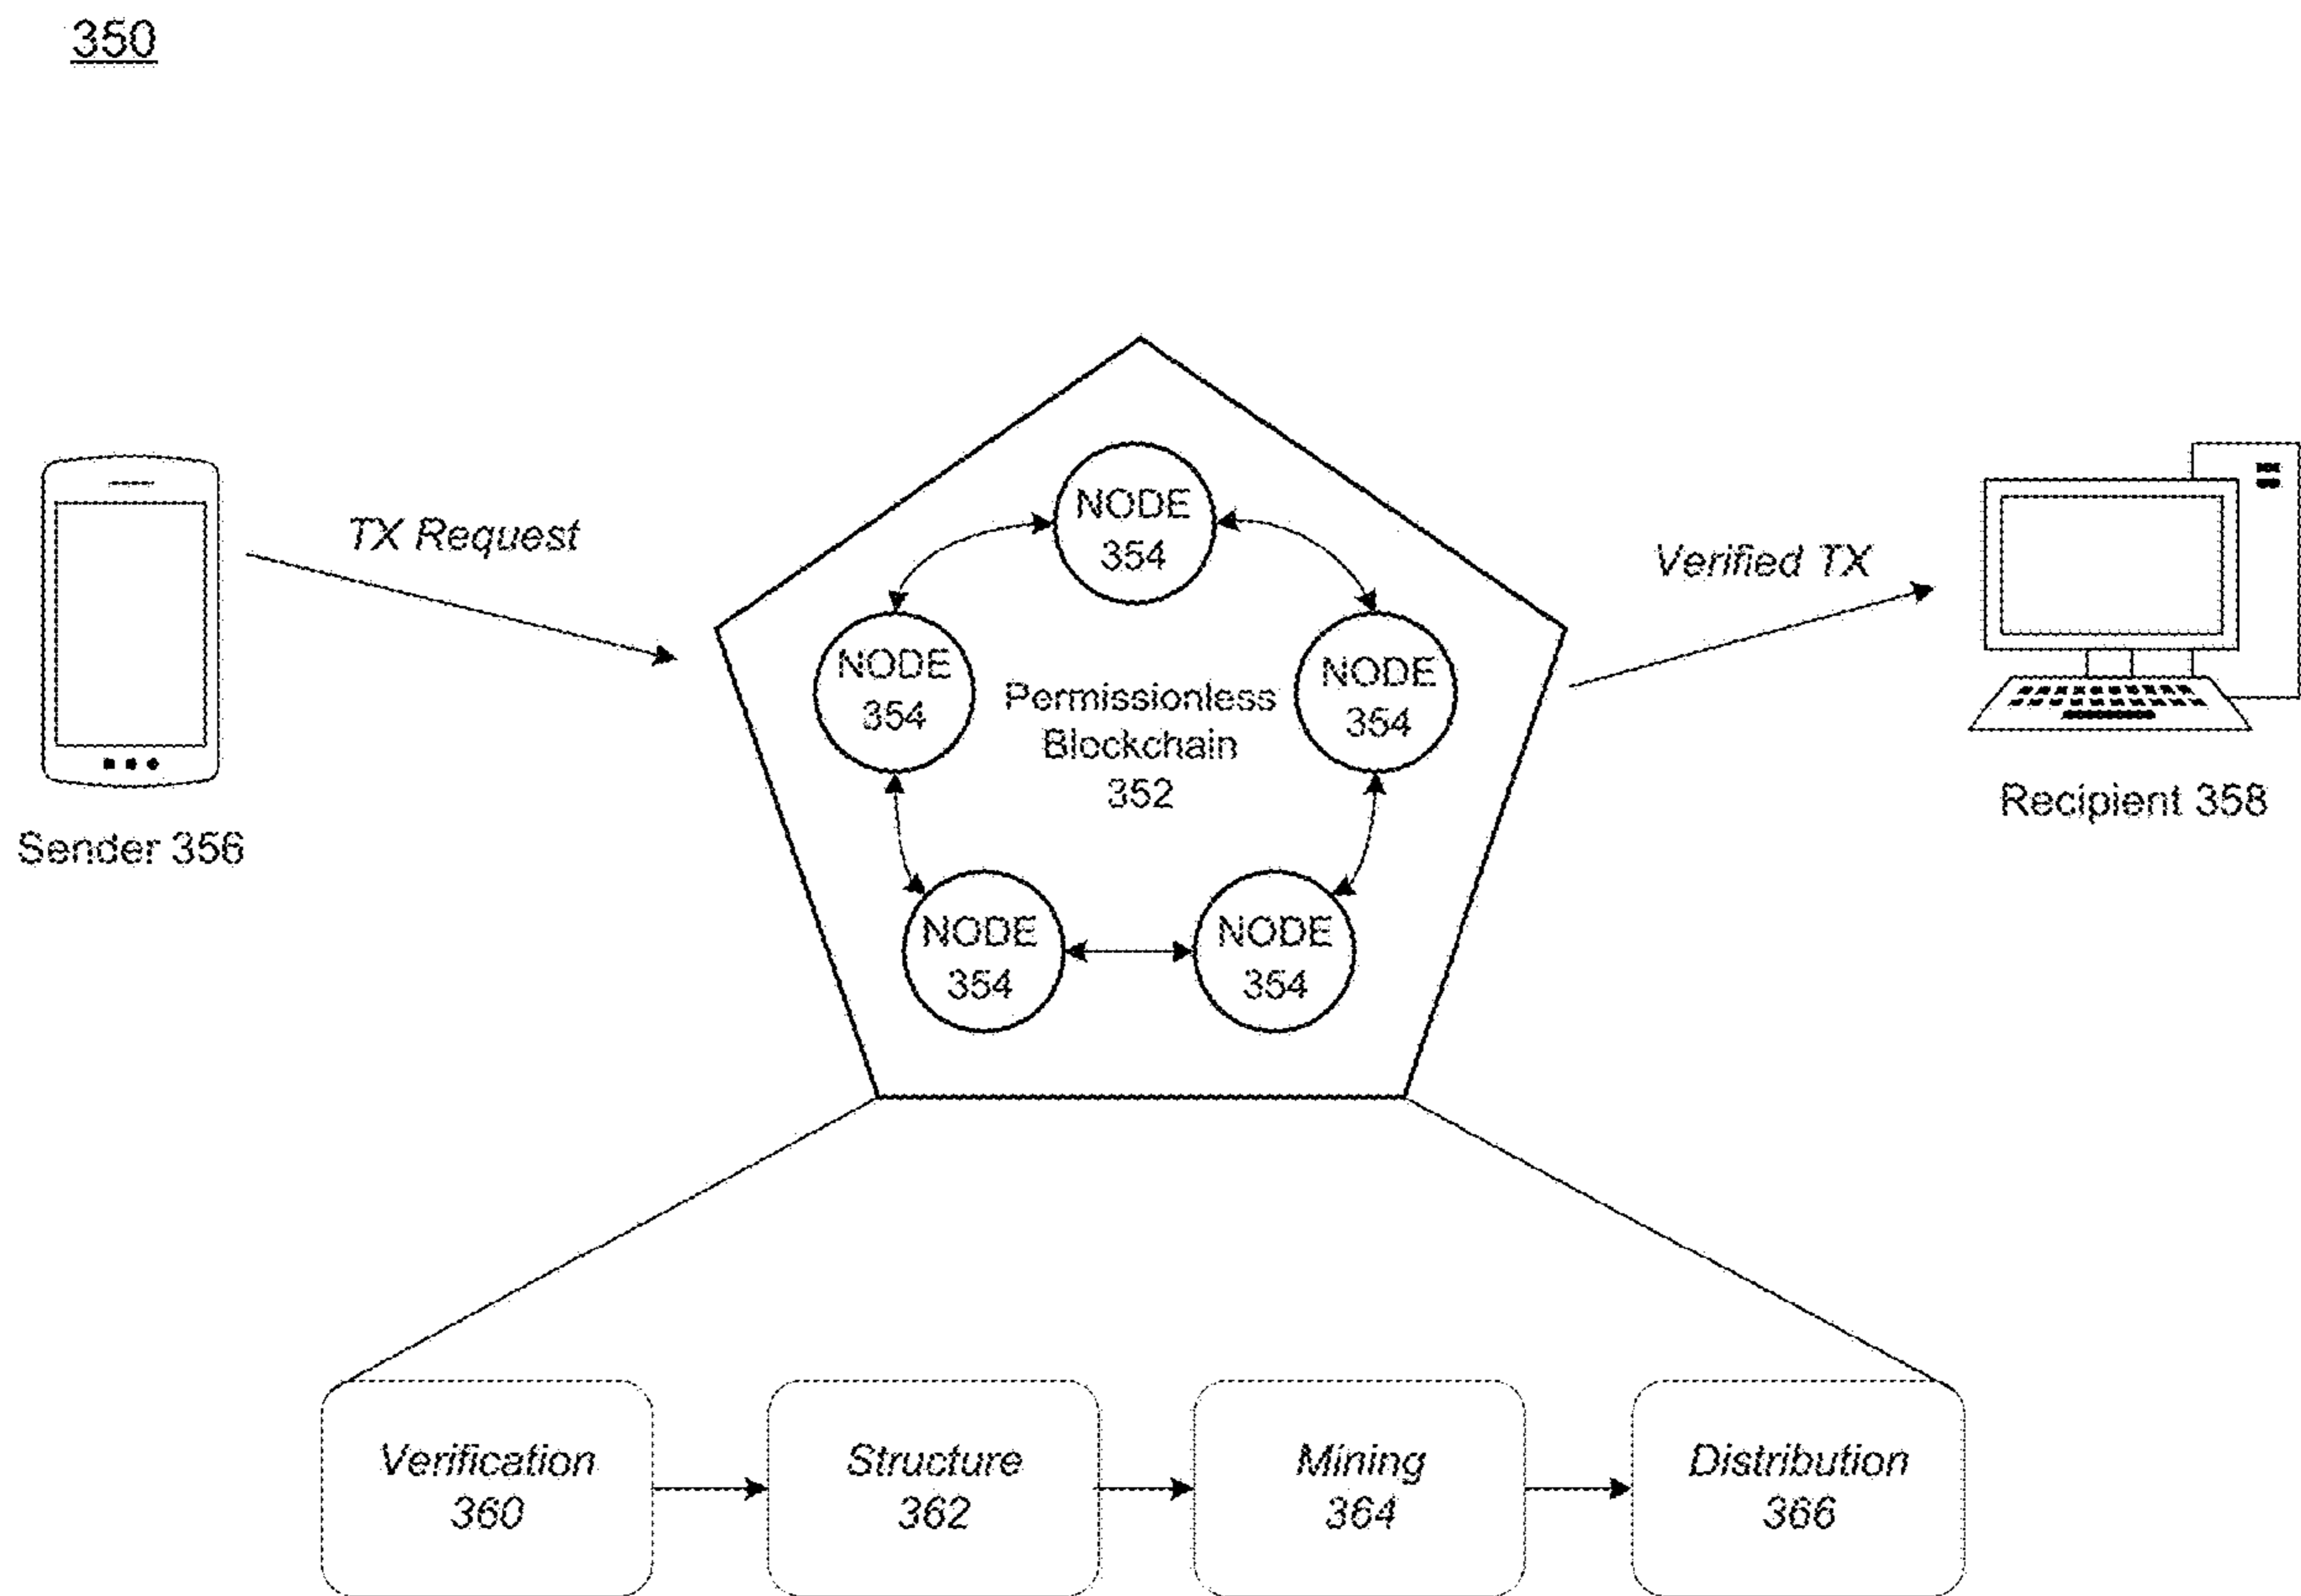 350
TX Request
Verified TX
NODE
354
NODE
354
NODE
354
Permissionless
Blockchain
352
Sender 356
Recipient 358
NODE
354
NODE
354
Verification
360
Structure
362
Mining
364
Distribution
366